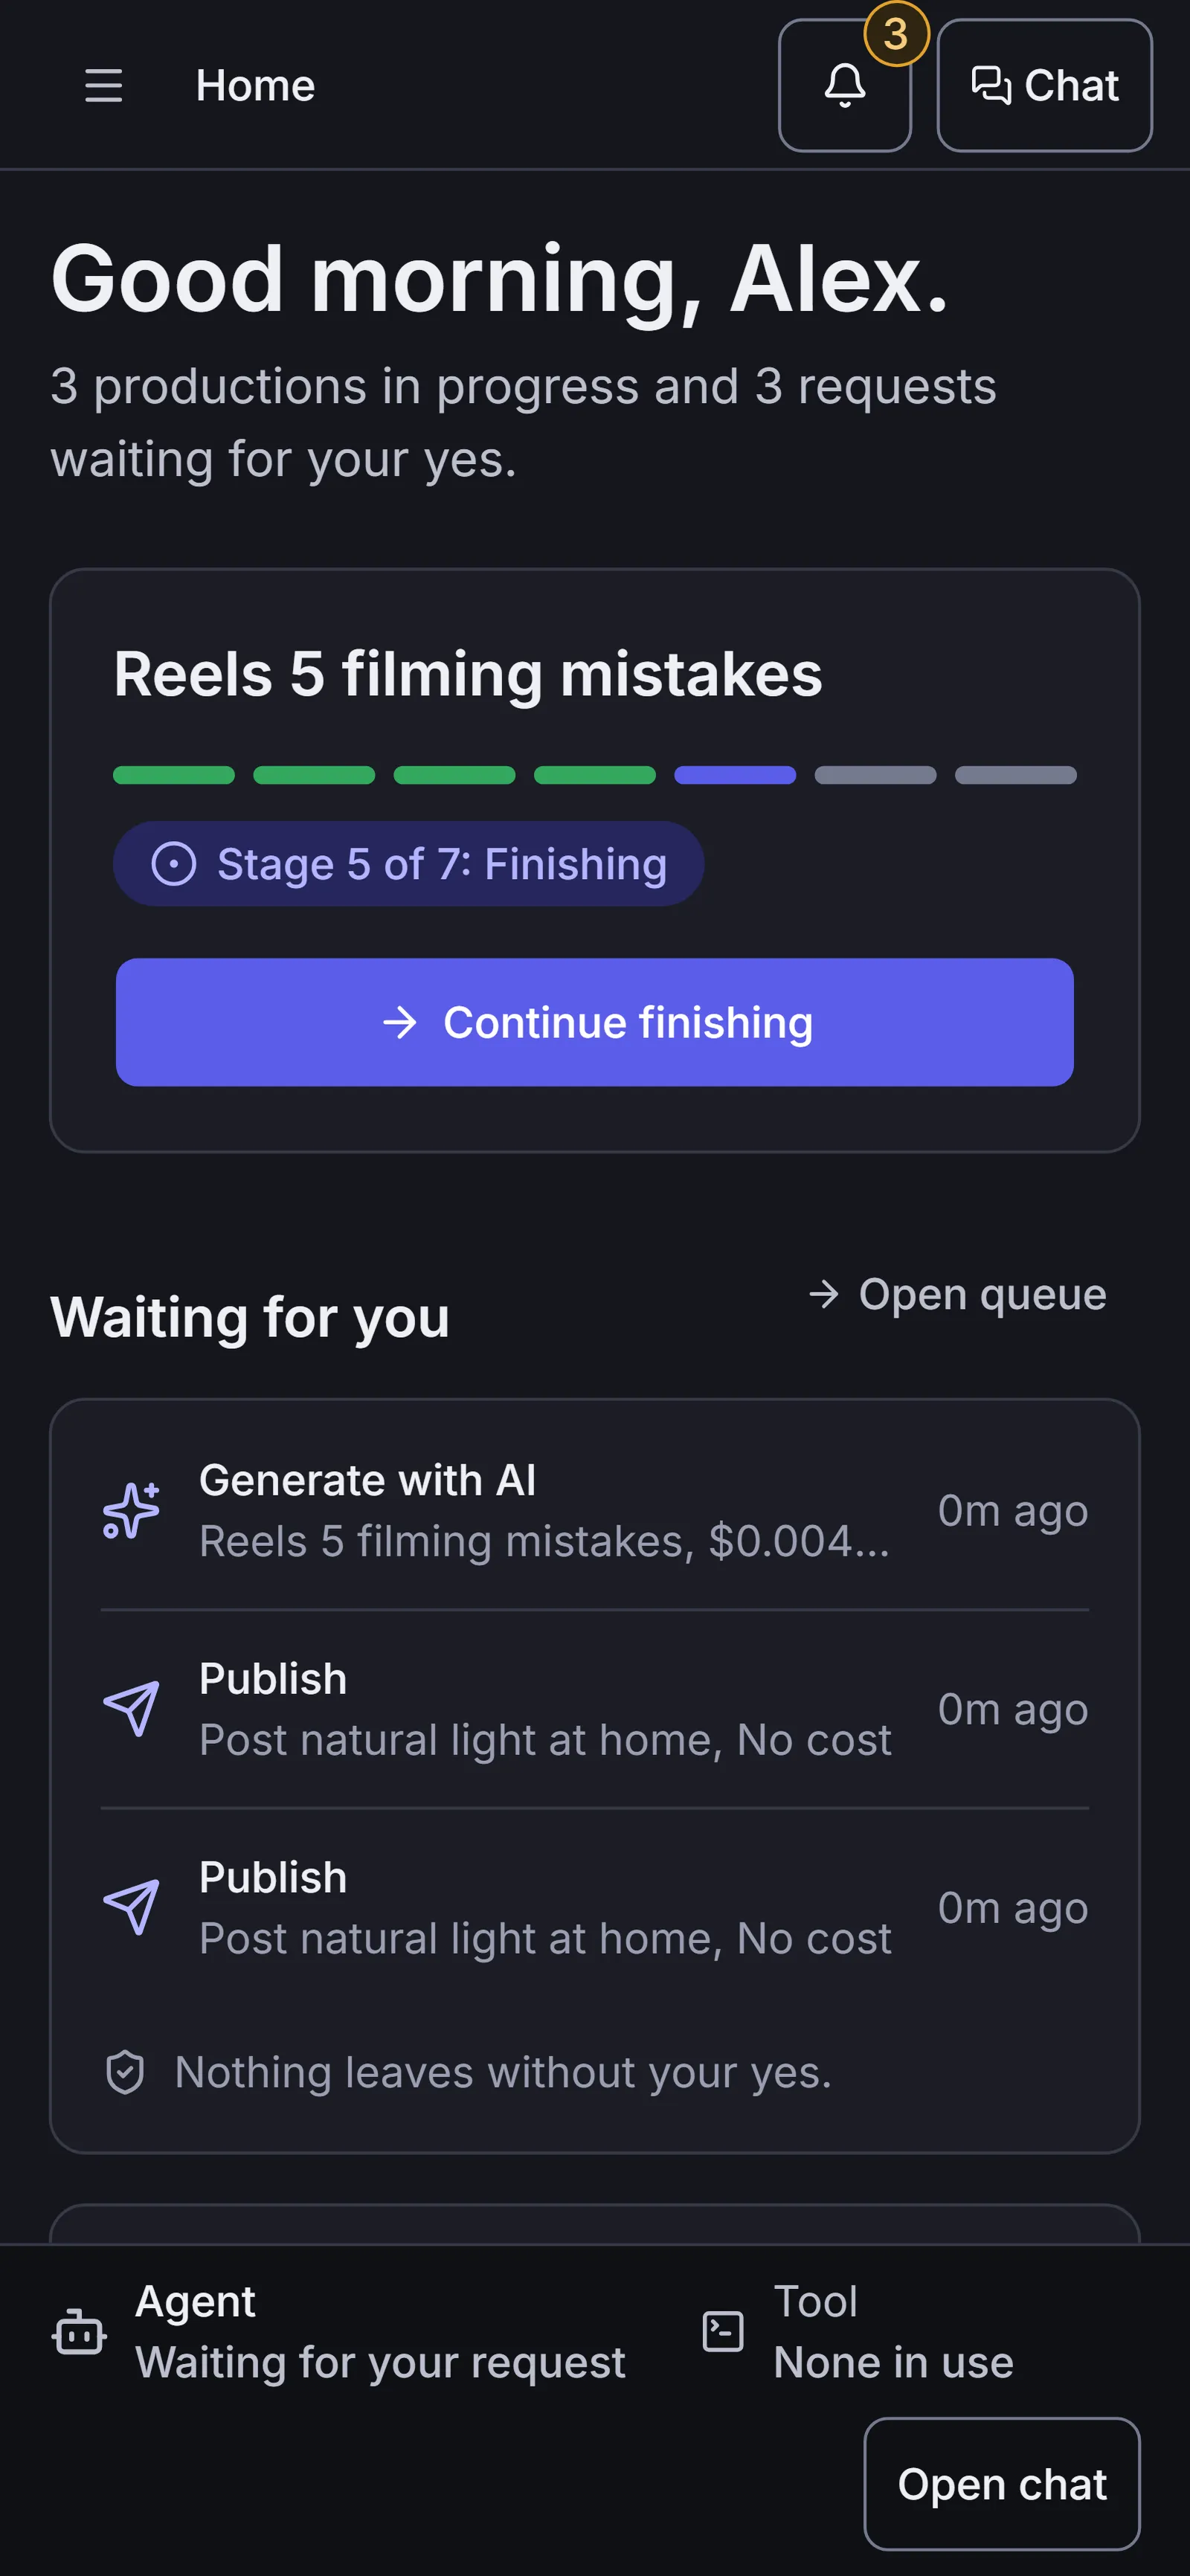 Home
3
Chat
Good morning, Alex.
3 productions in progress and 3 requests
waiting for your yes.
Reels 5 filming mistakes
Stage 5 of 7: Finishing
Continue finishing
Waiting for you
Open queue
Generate with AI
Reels 5 filming mistakes, $0.004...
0m ago
Publish
Post natural light at home, No cost
0m ago
Publish
Post natural light at home, No cost
0m ago
Nothing leaves without your yes.
Agent
Waiting for your request
Tool
None in use
Open chat